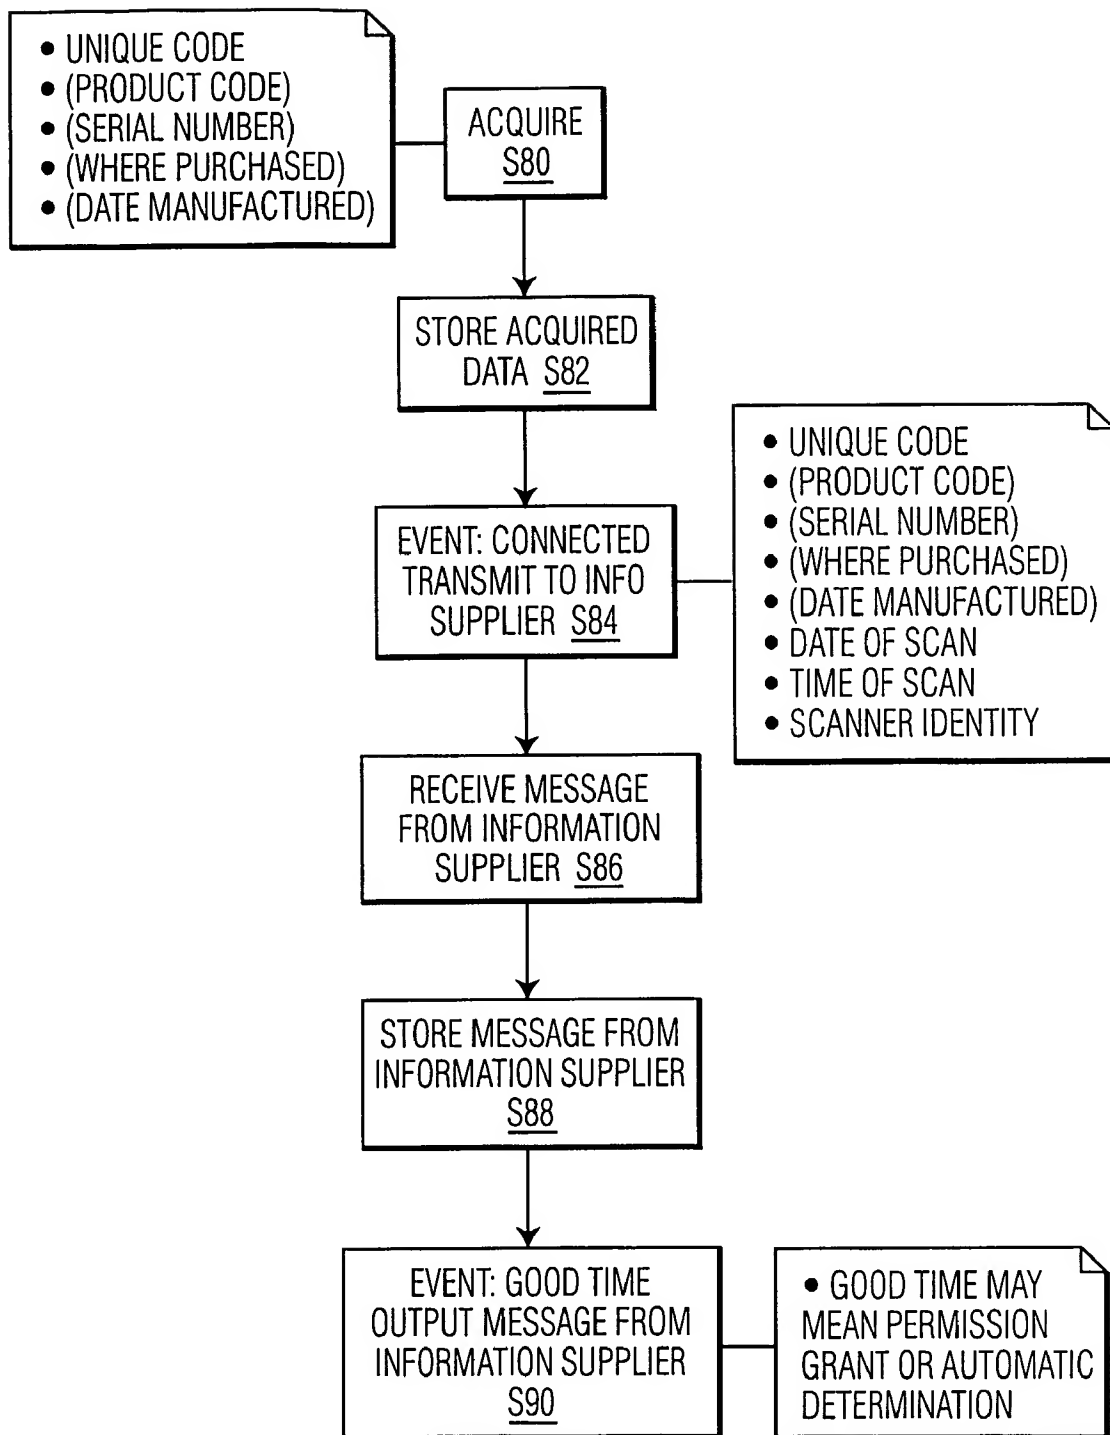 • UNIQUE CODE
• (PRODUCT CODE)
• (SERIAL NUMBER)
• (WHERE PURCHASED)
• (DATE MANUFACTURED)
ACQUIRE
S80
STORE ACQUIRED
DATA S82
EVENT: CONNECTED
TRANSMIT TO INFO
SUPPLIER S84
• UNIQUE CODE
• (PRODUCT CODE)
• (SERIAL NUMBER)
• (WHERE PURCHASED)
• (DATE MANUFACTURED)
• DATE OF SCAN
• TIME OF SCAN
• SCANNER IDENTITY
RECEIVE MESSAGE
FROM INFORMATION
SUPPLIER S86
STORE MESSAGE FROM
INFORMATION SUPPLIER
S88
EVENT: GOOD TIME
OUTPUT MESSAGE FROM
INFORMATION SUPPLIER
S90
• GOOD TIME MAY
MEAN PERMISSION
GRANT OR AUTOMATIC
DETERMINATION